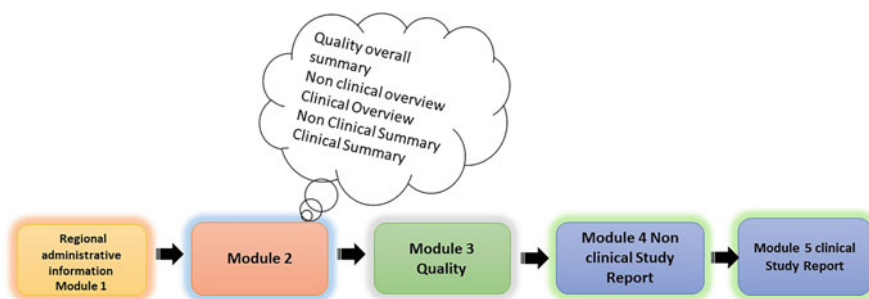 Quality overall
summary
Non clinical overview
Clinical Overview
Non Clinical Summary
Clinical Summary
Regional
administrative
information
Module 1
Module 2
Module 3
Quality
Module 4 Non
clinical Study
Report
Module 5 clinical
Study Report